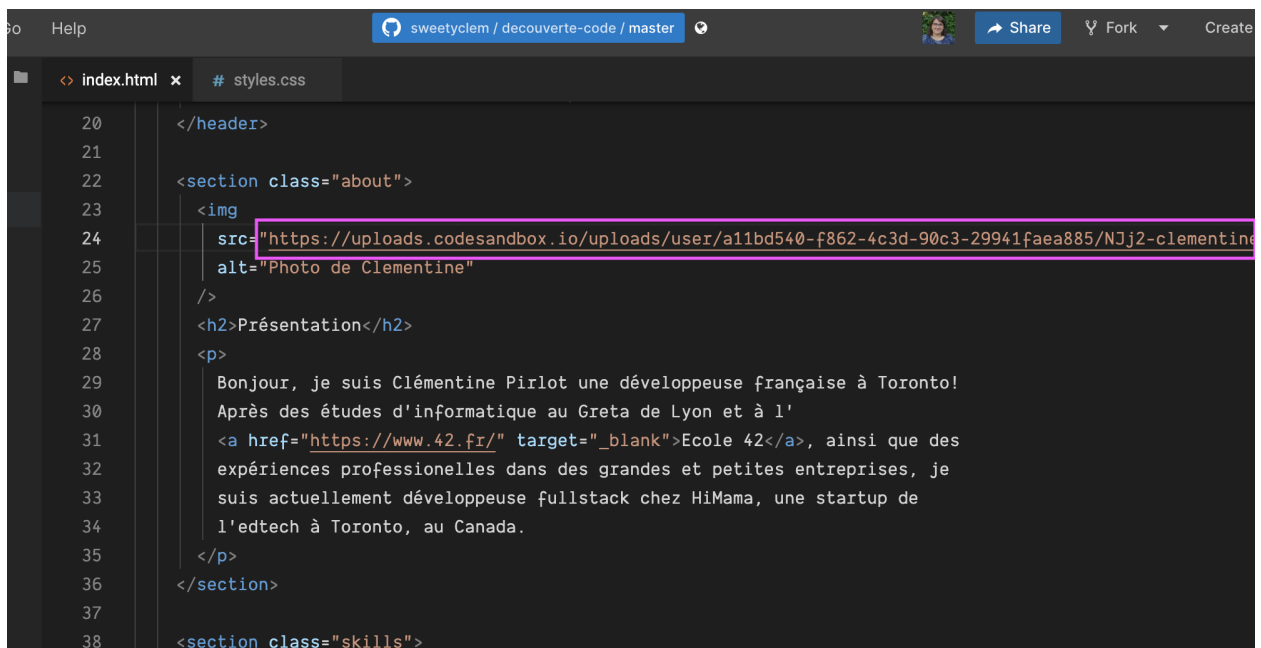 Go Help sweetyclem / decouverte-code / master Share Fork Create
<> index.html × # styles.css
20 </header>
21
22 <section class="about">
23 <img
24 src="https://uploads.codesandbox.io/uploads/user/a11bd540-f862-4c3d-90c3-29941faea885/NJj2-clementine
25 alt="Photo de Clementine"
26 />
27 <h2>Présentation</h2>
28 <p>
29 Bonjour, je suis Clémentine Pirlot une développeuse française à Toronto!
30 Après des études d'informatique au Greta de Lyon et à l'
31 <a href="https://www.42.fr/" target="_blank">Ecole 42</a>, ainsi que des
32 expériences professionelles dans des grandes et petites entreprises, je
33 suis actuellement développeuse fullstack chez HiMama, une startup de
34 l'edtech à Toronto, au Canada.
35 </p>
36 </section>
37
38 <section class="skills">